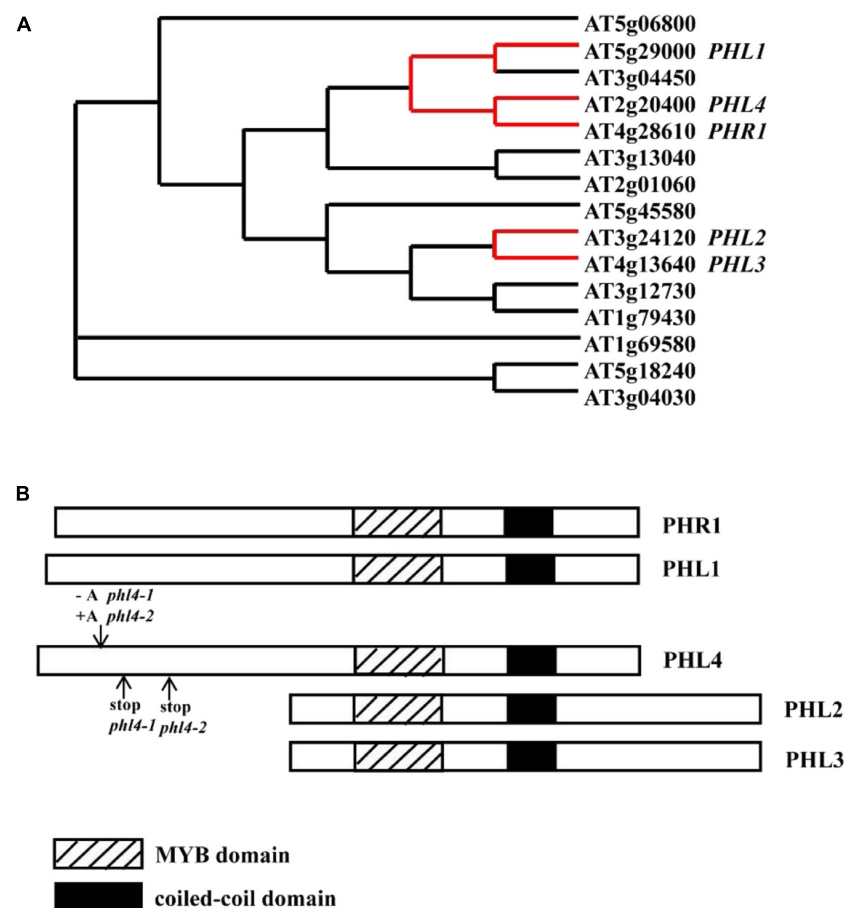 A
AT5g06800
AT5g29000 PHL1
AT3g04450
AT2g20400 PHL4
AT4g28610 PHR1
AT3g13040
AT2g01060
AT5g45580
AT3g24120 PHL2
AT4g13640 PHL3
AT3g12730
AT1g79430
AT1g69580
AT5g18240
AT3g04030
B
PHR1
PHL1
- A phl4-1
+A phl4-2
PHL4
stop stop
phl4-1 phl4-2
PHL2
PHL3
MYB domain
coiled-coil domain